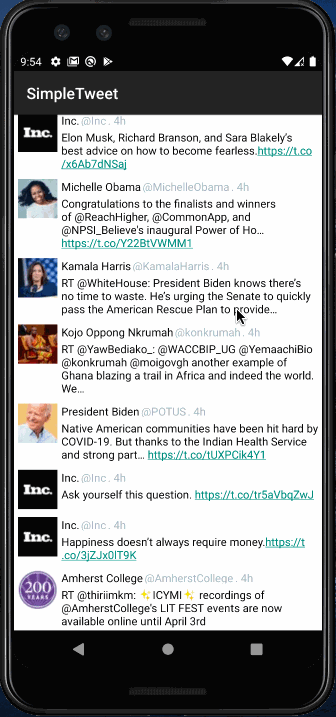 9:54
SimpleTweet
Inc. @Inc. 4h
Inc.
Elon Musk, Richard Branson, and Sara Blakely's
best advice on how to become fearless.https://t.co
/x6Ab7dNSaj
Michelle Obama @MichelleObama . 4h
Congratulations to the finalists and winners
of @ReachHigher, @CommonApp, and
@NPSI_Believe's inaugural Power of Ho…
https://t.co/Y22BtVWMM1
Kamala Harris @KamalaHarris . 4h
RT @WhiteHouse: President Biden knows there's
no time to waste. He's urging the Senate to quickly
pass the American Rescue Plan to provide…
Kojo Oppong Nkrumah @konkrumah . 4h
RT @YawBediako_: @WACCBIP_UG @YemaachiBio
@konkrumah @moigovgh another example of
Ghana blazing a trail in Africa and indeed the world.
We…
President Biden @POTUS . 4h
Native American communities have been hit hard by
COVID-19. But thanks to the Indian Health Service
and strong part… https://t.co/tUXPCik4Y1
Inc. @Inc. 4h
Inc.
Ask yourself this question. https://t.co/tr5aVbqZwJ
Inc. @Inc. 4h
Inc.
Happiness doesn't always require money.https://t
.co/3jZJx0IT9K
Amherst College @AmherstCollege . 4h
200
YEARS
RT @thiriimkm: ✨ICYMI✨ recordings of
@AmherstCollege's LIT FEST events are now
available online until April 3rd